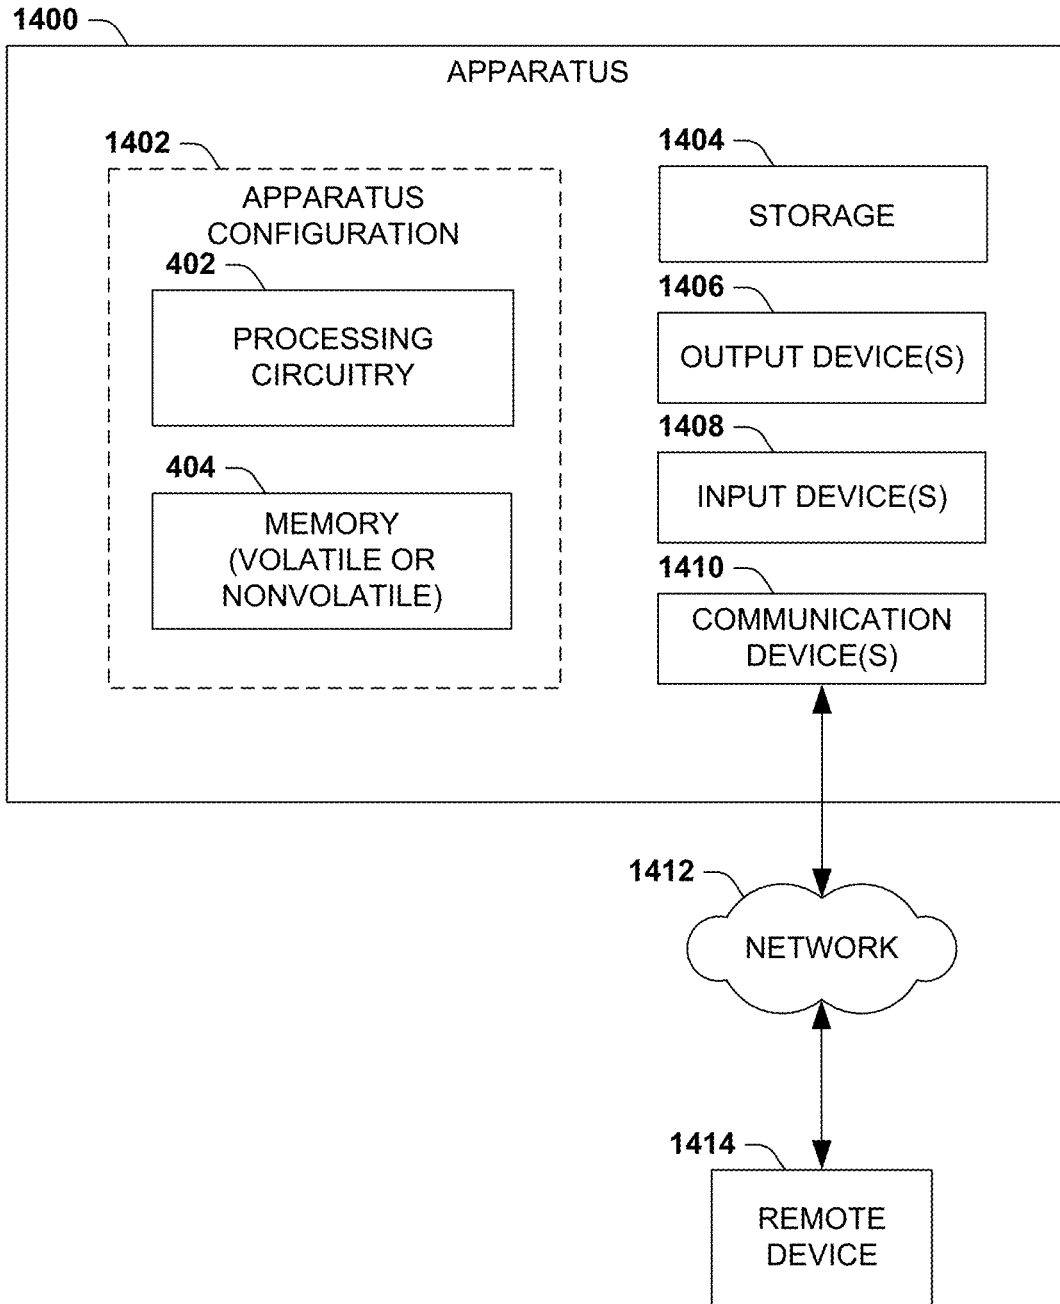 1400
APPARATUS
1402
APPARATUS
CONFIGURATION
402
PROCESSING
CIRCUITRY
404
MEMORY
(VOLATILE OR
NONVOLATILE)
1404
STORAGE
1406
OUTPUT DEVICE(S)
1408
INPUT DEVICE(S)
1410
COMMUNICATION
DEVICE(S)
1412
NETWORK
1414
REMOTE
DEVICE